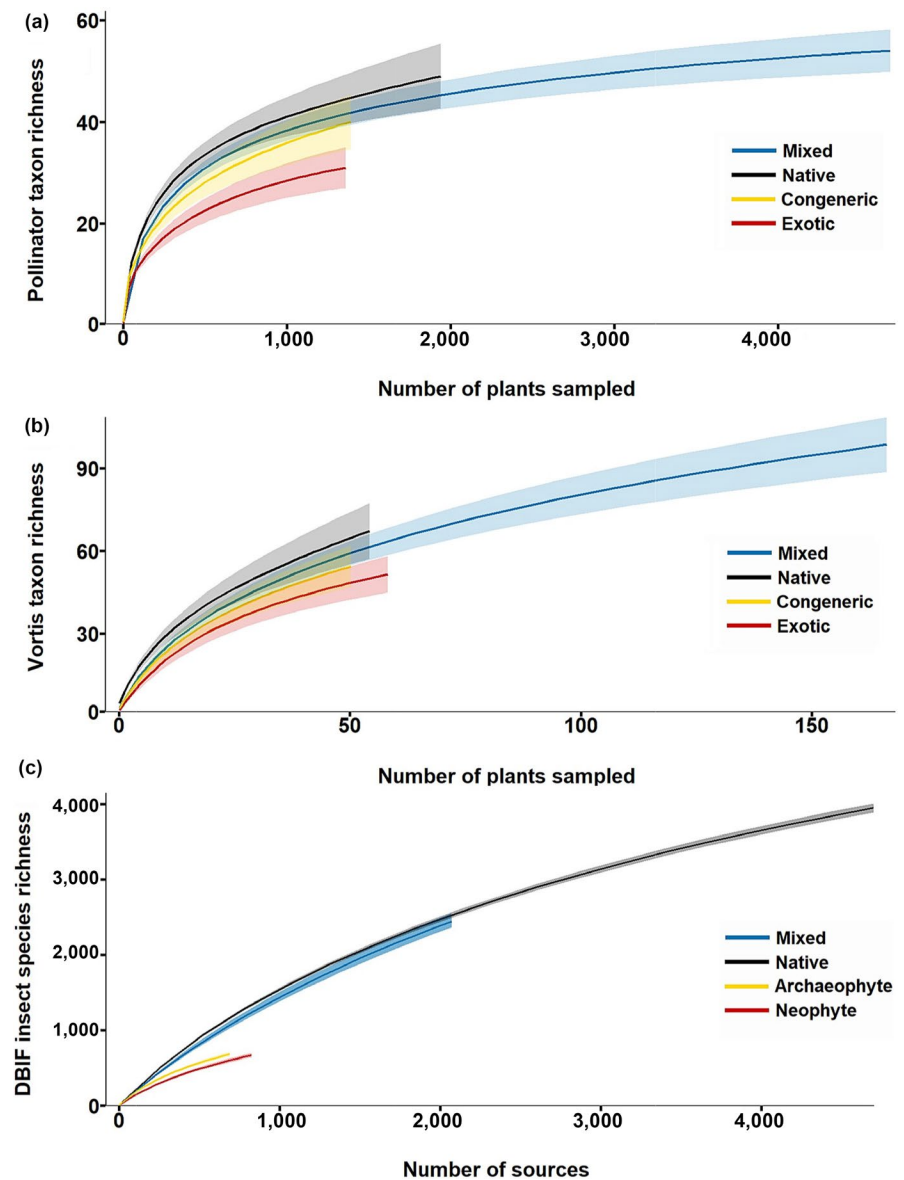 (a)
Pollinator taxon richness
60
40
20
0
Mixed
Native
Congeneric
Exotic
0 1,000 2,000 3,000 4,000
Number of plants sampled
(b)
Vortis taxon richness
90
60
30
0
Mixed
Native
Congeneric
Exotic
0 50 100 150
Number of plants sampled
(c)
DBIF insect species richness
4,000
3,000
2,000
1,000
0
Mixed
Native
Archaeophyte
Neophyte
0 1,000 2,000 3,000 4,000
Number of sources